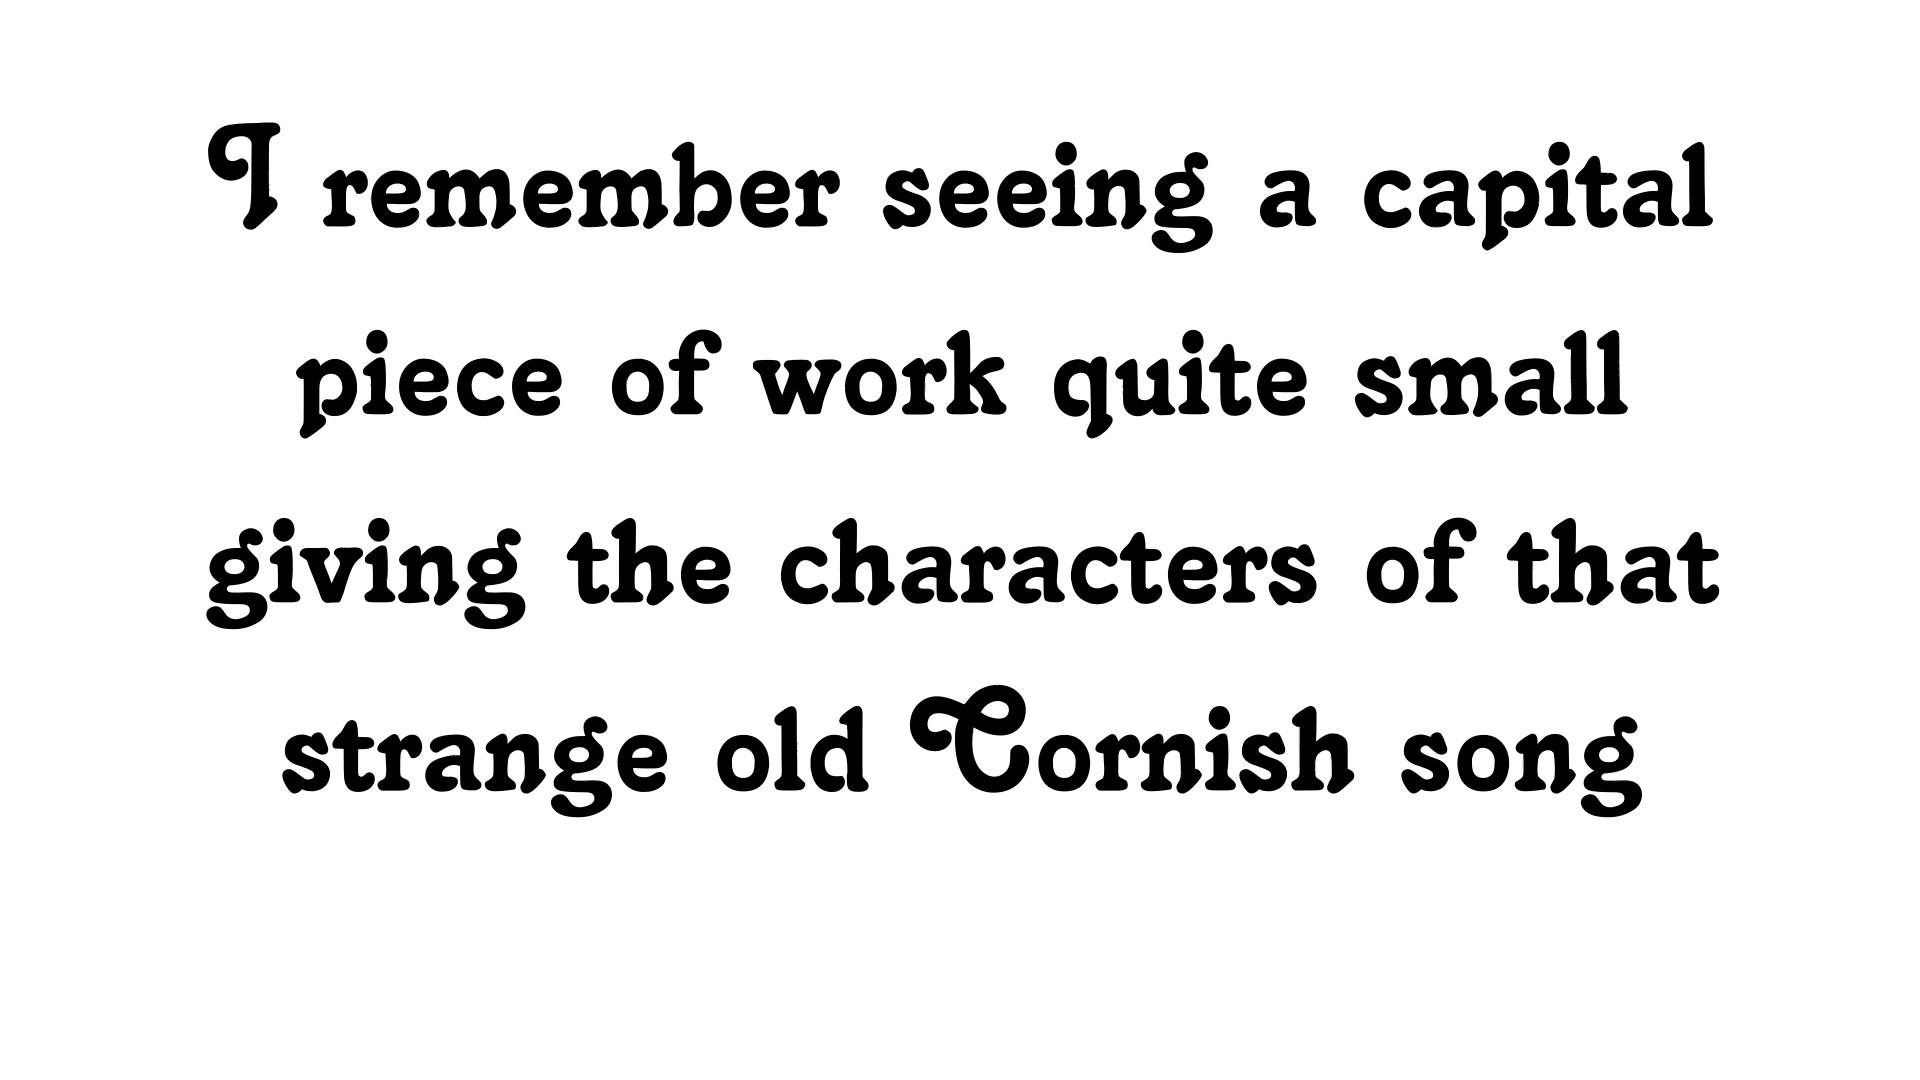 I remember seeing a capital
piece of work quite small
giving the characters of that
strange old Cornish song